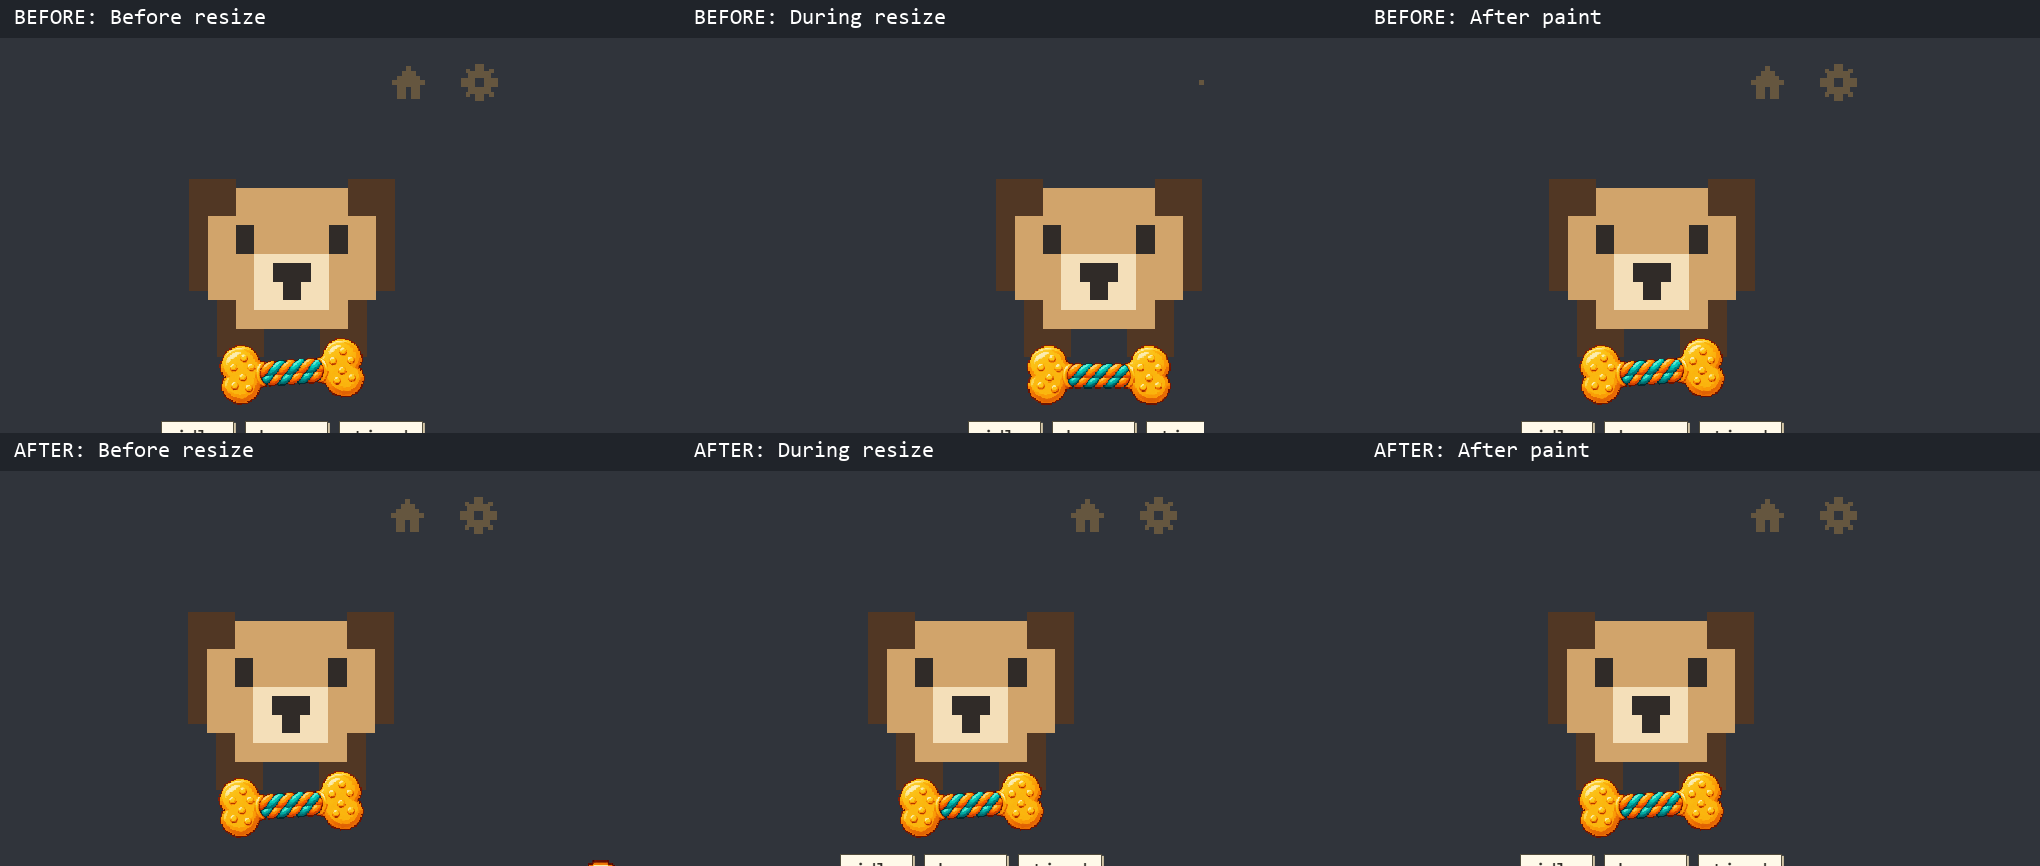 BEFORE: Before resize
BEFORE: During resize
BEFORE: After paint
AFTER: Before resize
AFTER: During resize
AFTER: After paint